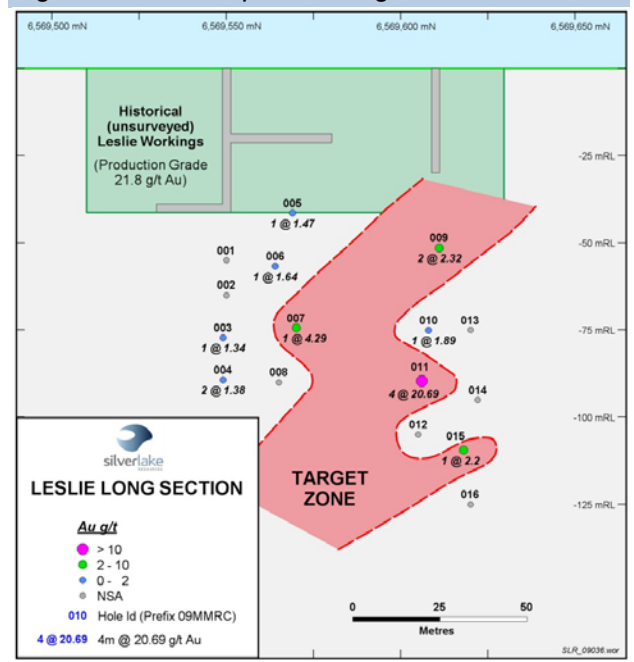 6,569,500 mN
6,569,550 mN
6,569,600 mN
6,569,650 mN
Historical
(unsurveyed)
Leslie Workings
(Production Grade
21.8 g/t Au)
-25 mRL
005
1 @ 1.47
009
2 @ 2.32
-50 mRL
001
006
1 @ 1.64
002
007
1 @ 4.29
003
1 @ 1.34
010
1 @ 1.89
013
-75 mRL
004
2 @ 1.38
008
011
4 @ 20.69
014
-100 mRL
012
015
1 @ 2.2
TARGET
ZONE
016
-125 mRL
silverlake
RESOURCES
LESLIE LONG SECTION
Au g/t
> 10
2 - 10
0 - 2
NSA
010 Hole Id (Prefix 09MMRC)
4 @ 20.69 4m @ 20.69 g/t Au
0 25 50
Metres
SLR_09036.wor